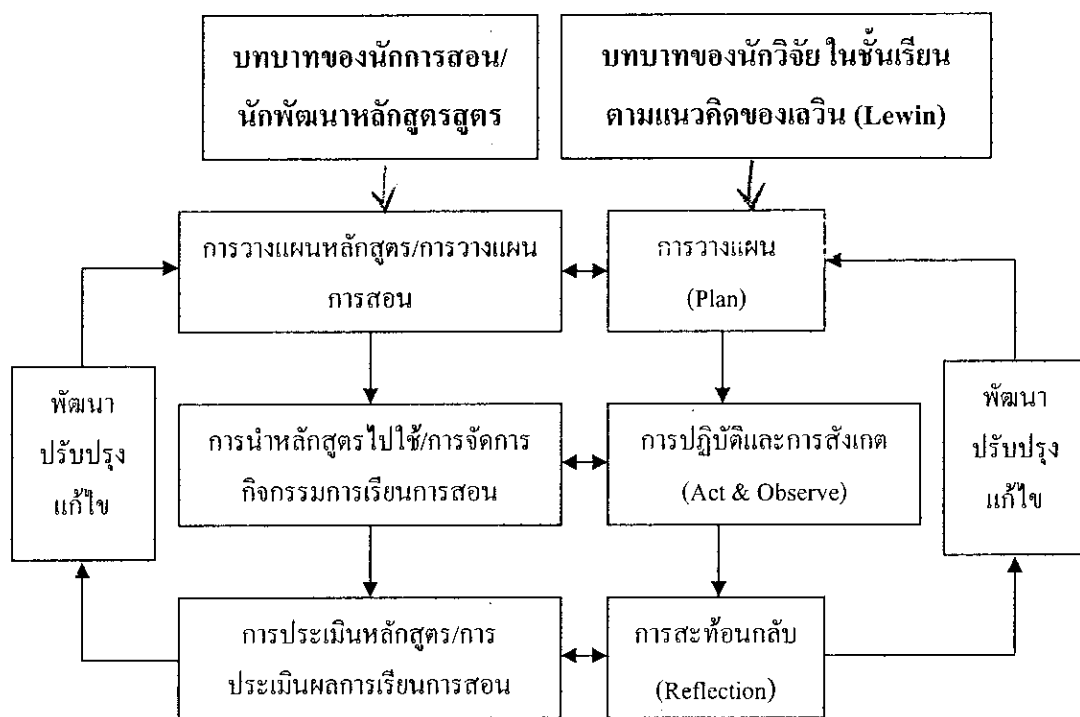 บทบาทของนักการสอน/
นักพัฒนาหลักสูตรสูตร
บทบาทของนักวิจัย ในชั้นเรียน
ตามแนวคิดของเลวิน (Lewin)
การวางแผนหลักสูตร/การวางแผน
การสอน
การวางแผน
(Plan)
พัฒนา
ปรับปรุง
แก้ไข
การนำหลักสูตรไปใช้/การจัดการ
กิจกรรมการเรียนการสอน
การปฏิบัติและการสังเกต
(Act & Observe)
พัฒนา
ปรับปรุง
แก้ไข
การประเมินหลักสูตร/การ
ประเมินผลการเรียนการสอน
การสะท้อนกลับ
(Reflection)